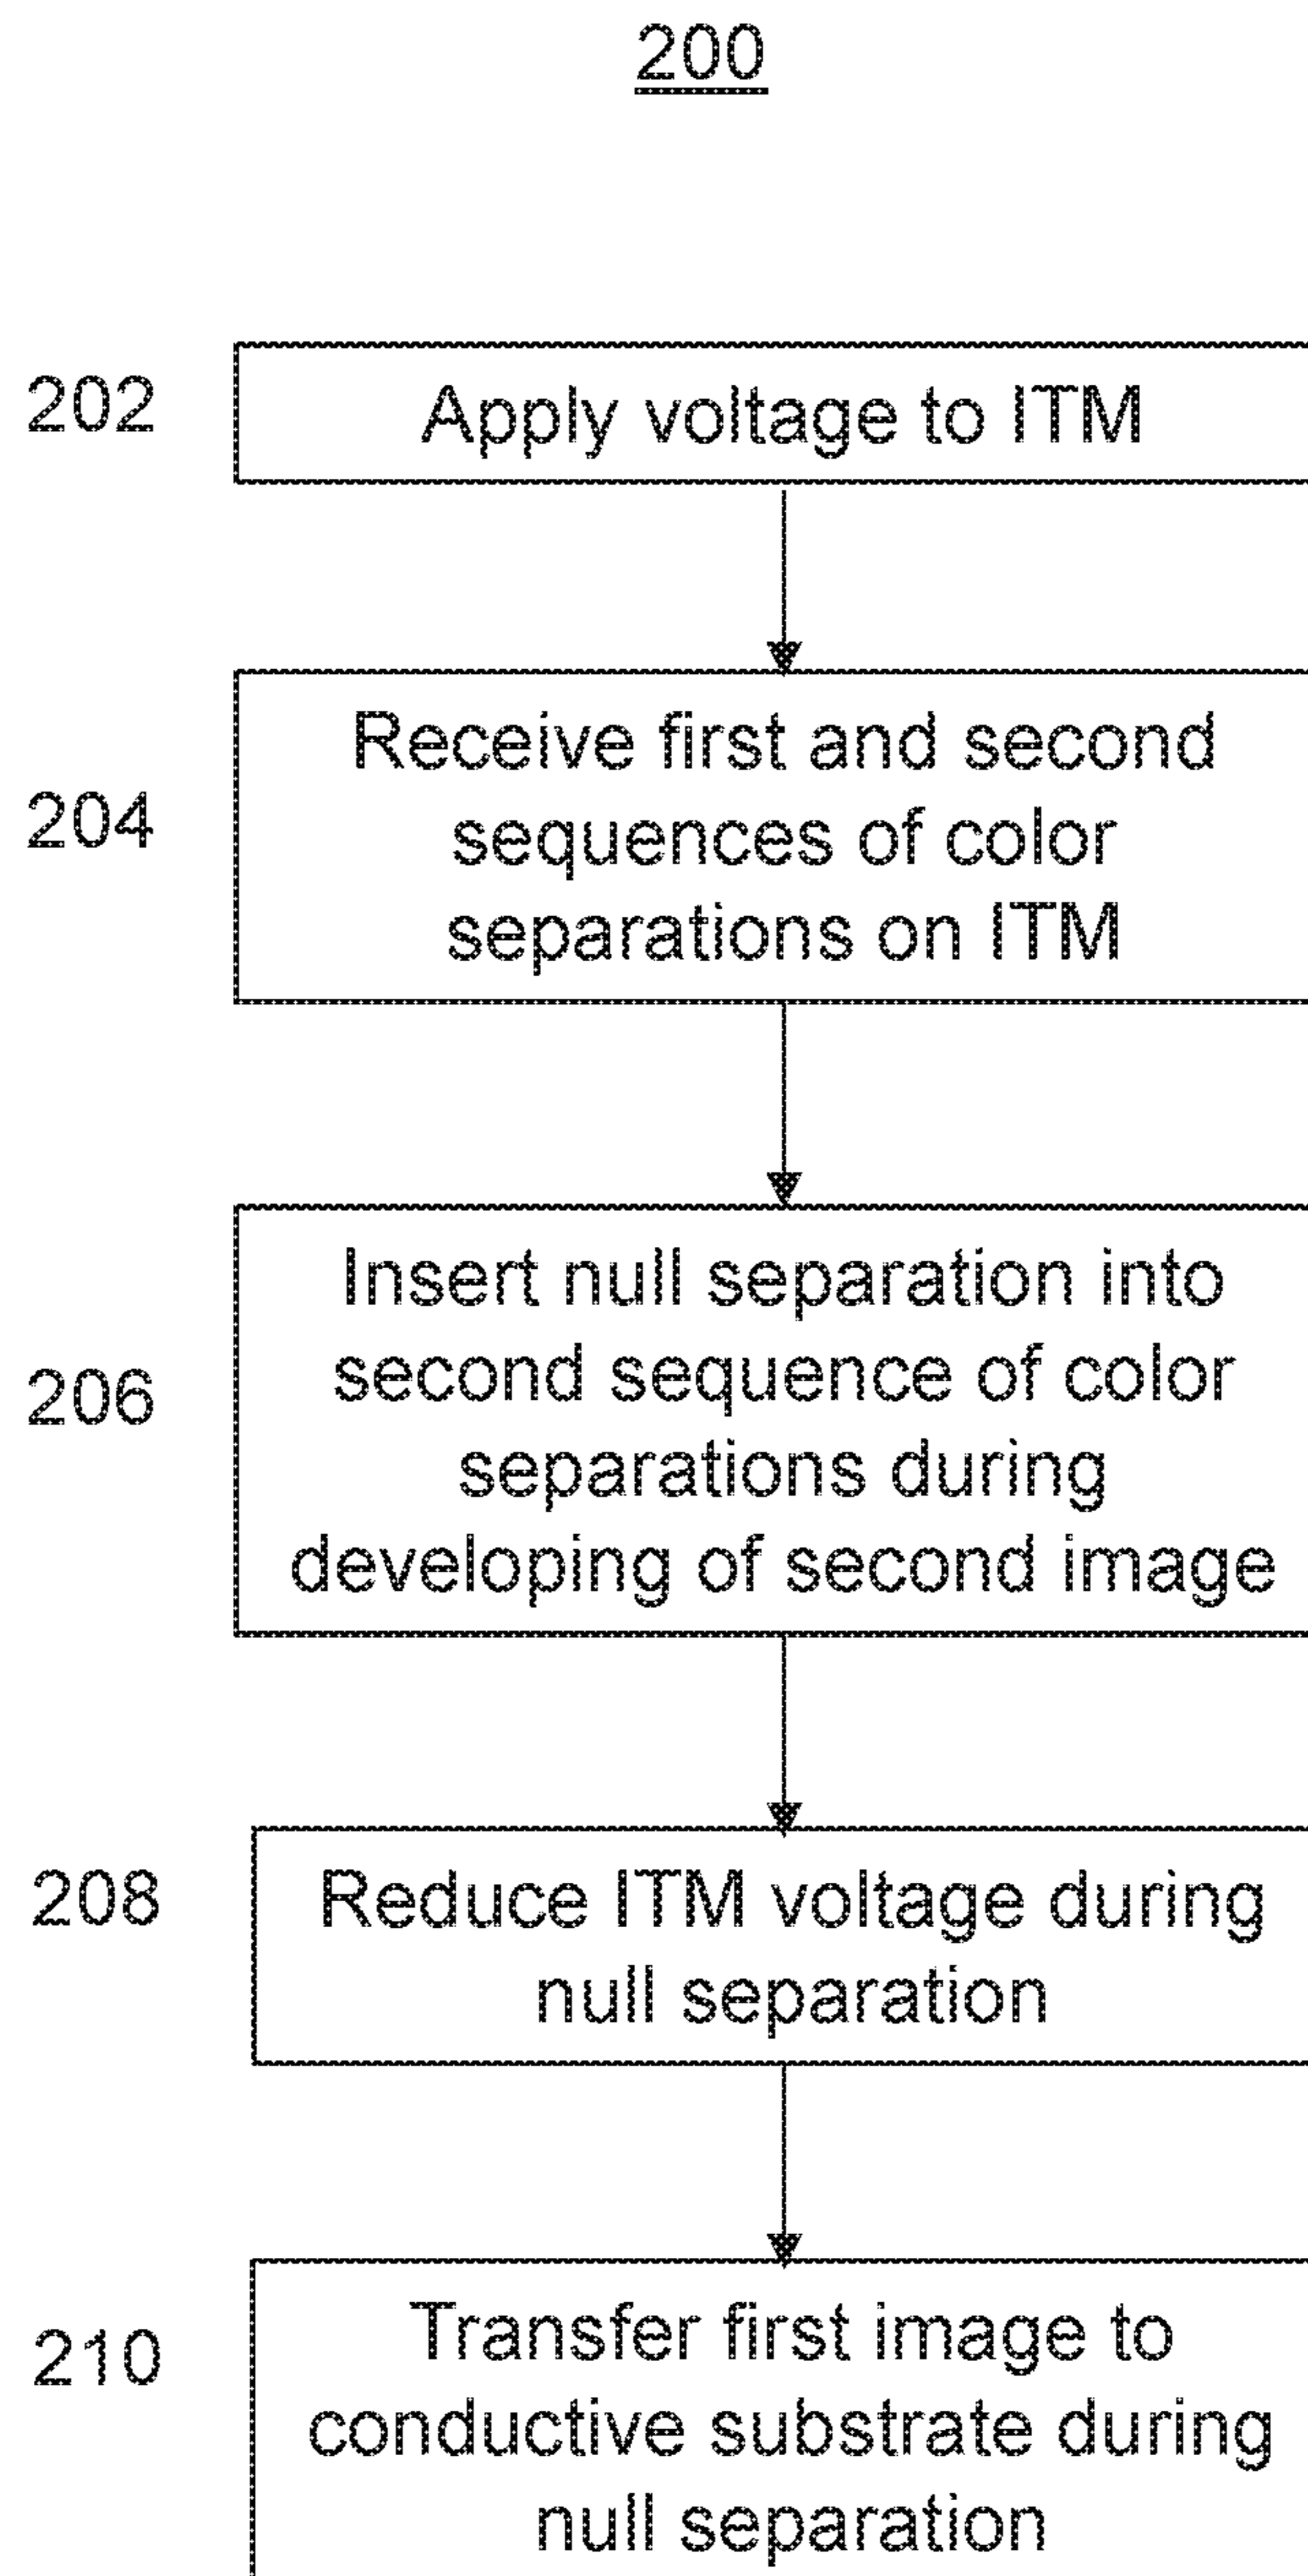 200
202
Apply voltage to ITM
204
Receive first and second
sequences of color
separations on ITM
206
Insert null separation into
second sequence of color
separations during
developing of second image
208
Reduce ITM voltage during
null separation
210
Transfer first image to
conductive substrate during
null separation